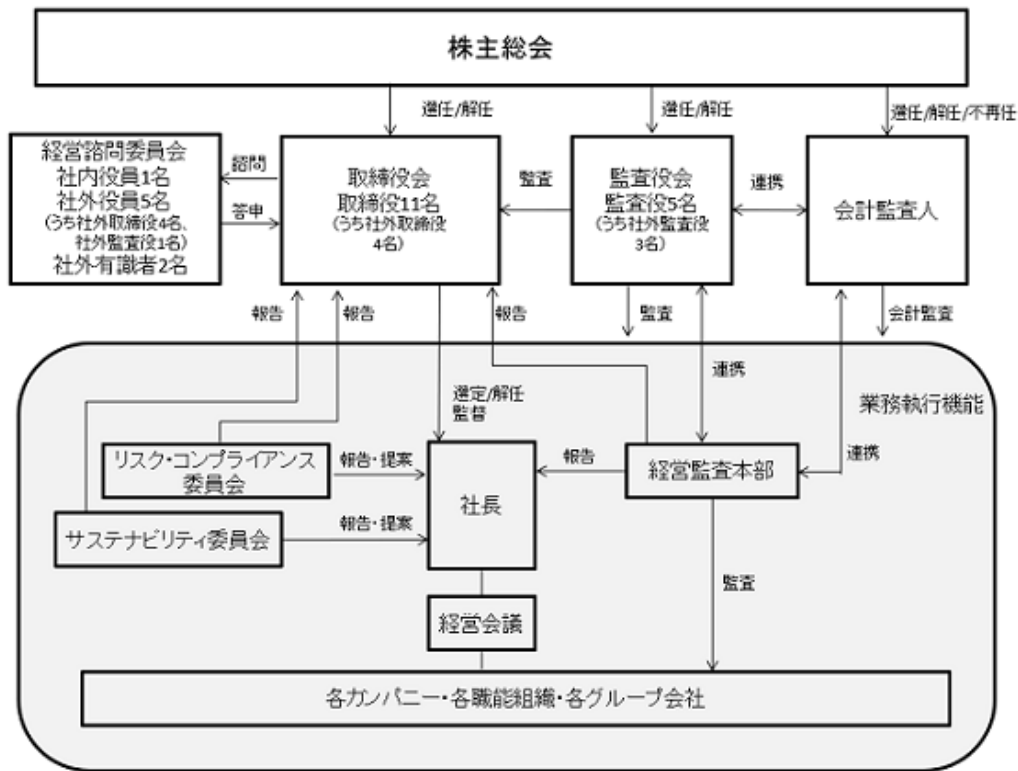 株主総会
選任/解任
選任/解任
選任/解任/不再任
経営諮問委員会
社内役員1名
社外役員5名
(うち社外取締役4名、
社外監査役1名)
社外有識者2名
諮問
答申
取締役会
取締役11名
(うち社外取締役
4名)
監査
監査役会
監査役5名
(うち社外監査役
3名)
連携
会計監査人
報告
報告
報告
監査
会計監査
選定/解任
監督
連携
業務執行機能
リスク・コンプライアンス
委員会
報告・提案
社長
報告
経営監査本部
連携
サステナビリティ委員会
報告・提案
監査
経営会議
各カンパニー・各職能組織・各グループ会社